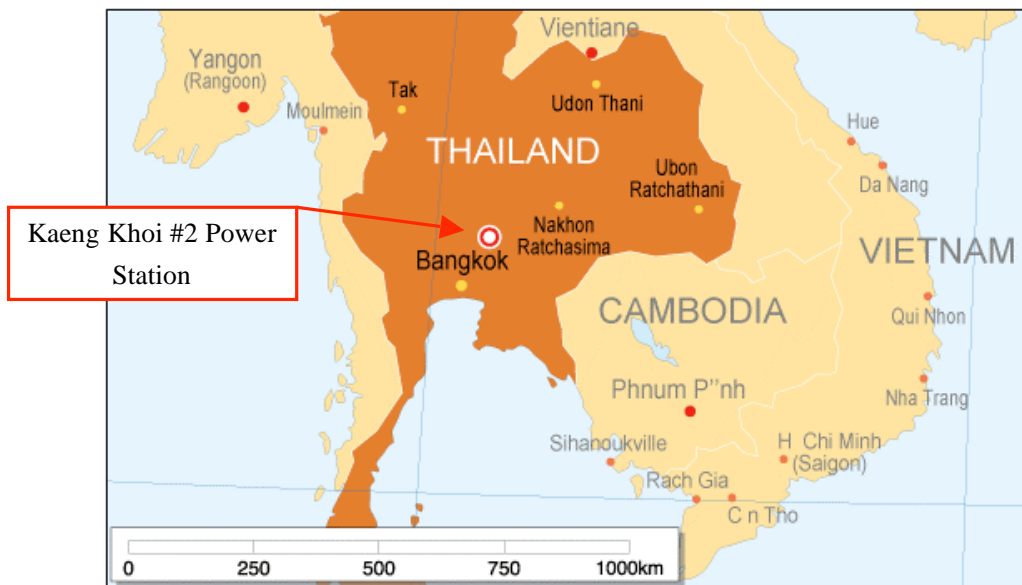 Vientiane
Yangon
(Rangoon)
Tak
Udon Thani
Moulmein
Hue
THAILAND
Ubon
Ratchathani
Da Nang
Kaeng Khoi #2 Power
Station
Nakhon
Ratchasima
Bangkok
VIETNAM
CAMBODIA
Qui Nhon
Phnum P"nh
Nha Trang
Sihanoukville
H Chi Minh
(Saigon)
Rach Gia
C n Tho
0 250 500 750 1000km